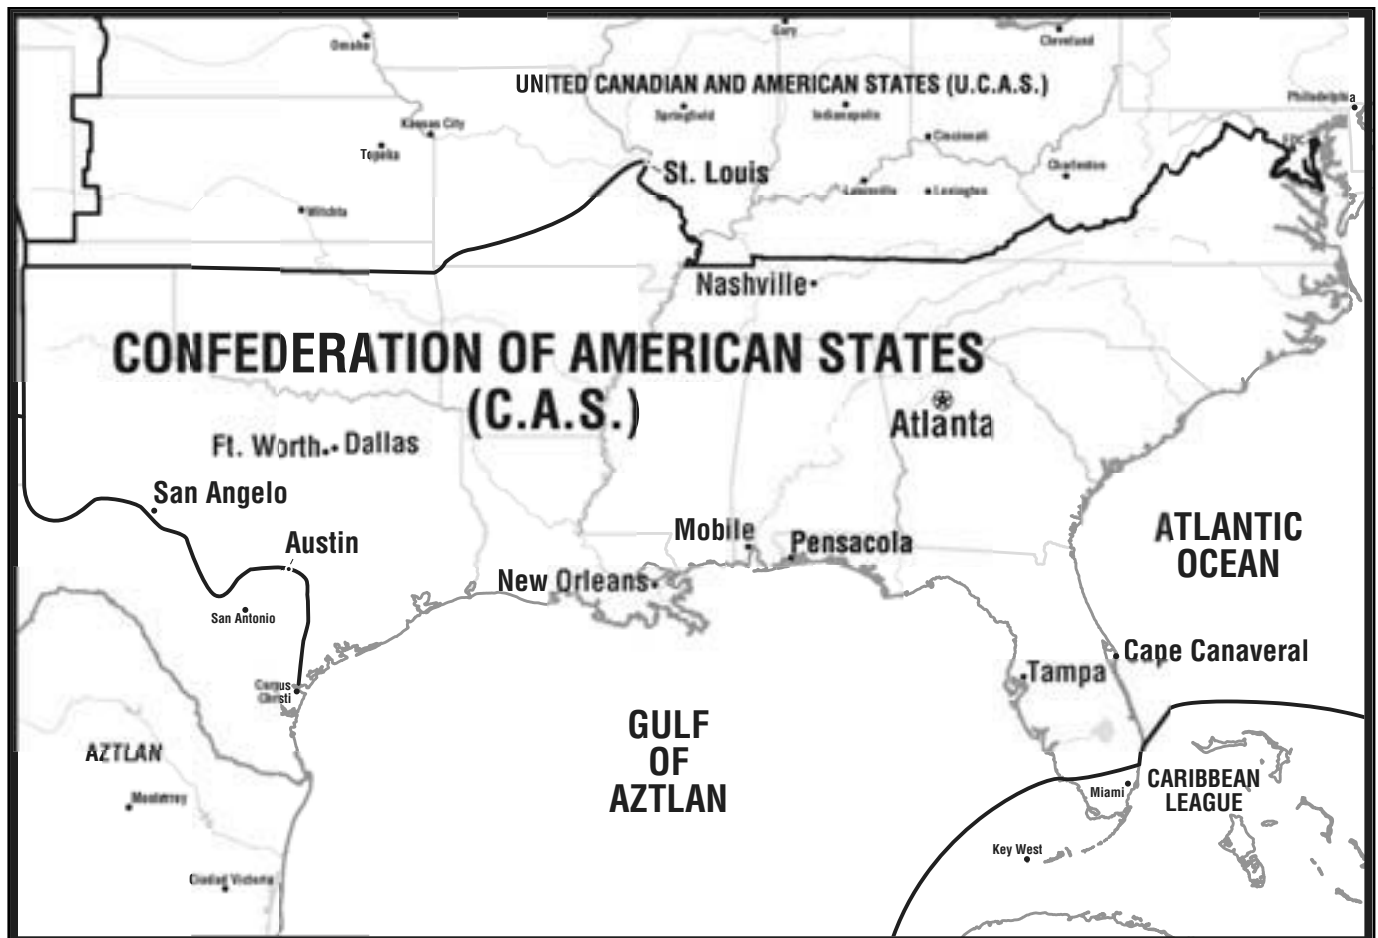 Gary
Cleveland
Omaha
UNITED CANADIAN AND AMERICAN STATES (U.C.A.S.)
Philadelphia
Springfield
Indianapolis
Kansas City
Cincinnati
Topeka
Charleston
St. Louis
Louisville
Lexington
Wichita
Nashville
CONFEDERATION OF AMERICAN STATES
(C.A.S.)
Atlanta
Ft. Worth
Dallas
San Angelo
Austin
Mobile
Pensacola
ATLANTIC
OCEAN
New Orleans
San Antonio
Cape Canaveral
Tampa
Corpus
Christi
GULF
OF
AZTLAN
AZTLAN
Monterrey
Miami
CARIBBEAN
LEAGUE
Key West
Ciudad Victoria